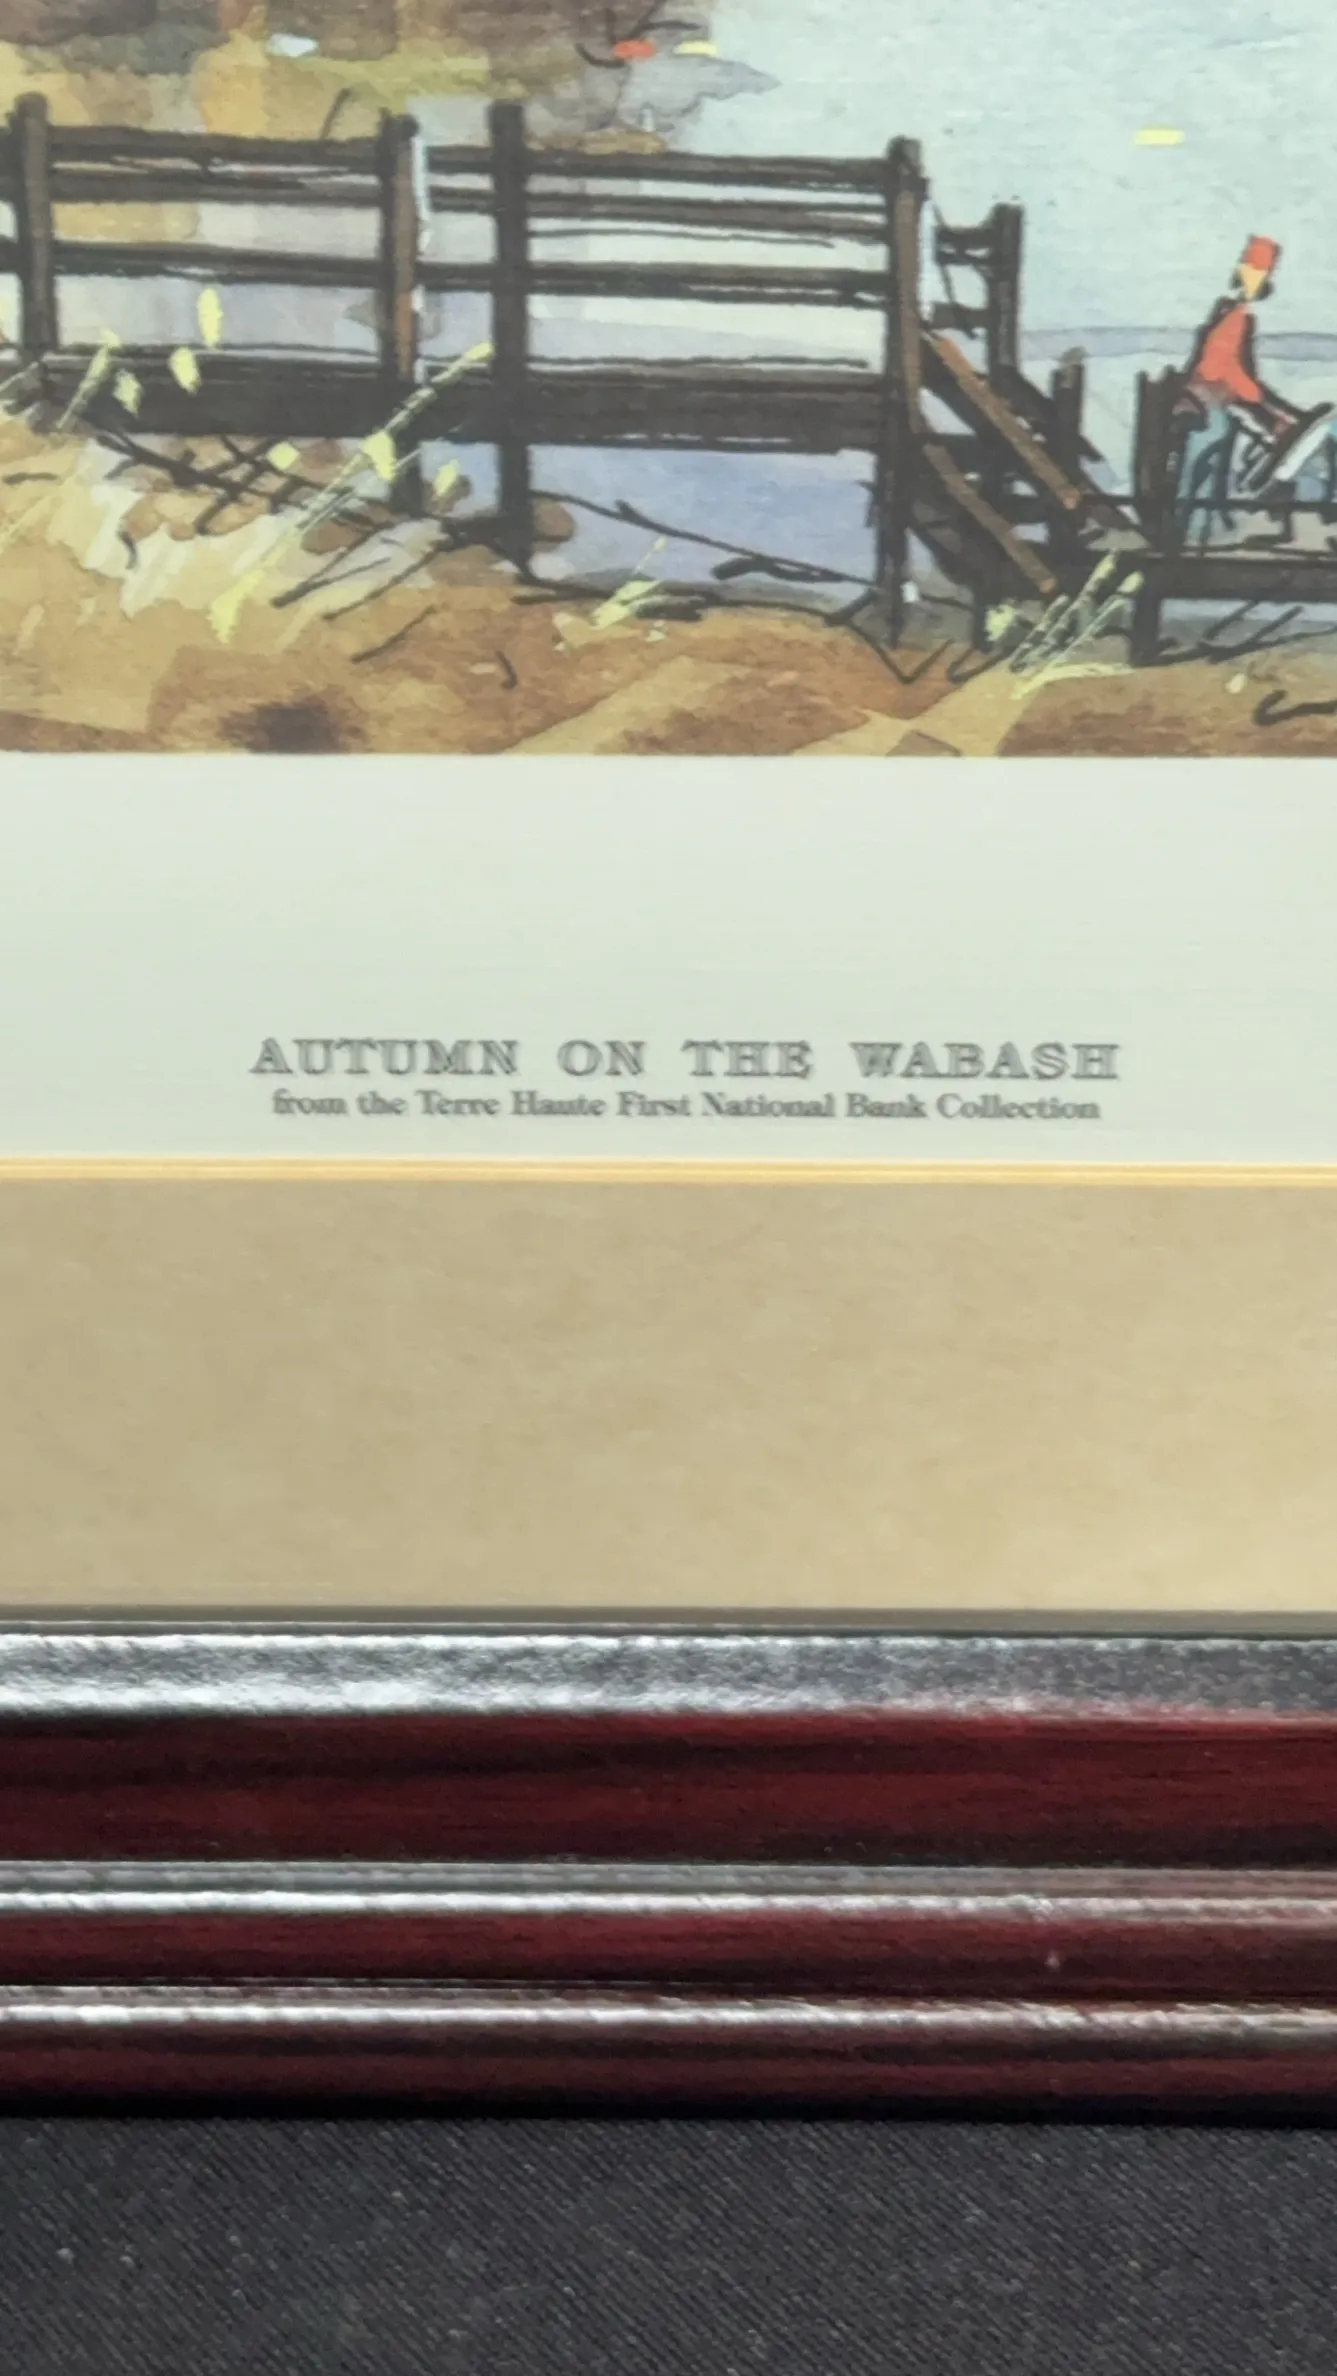 AUTUMN ON THE WABASH
from the Terre Haute First National Bank Collection